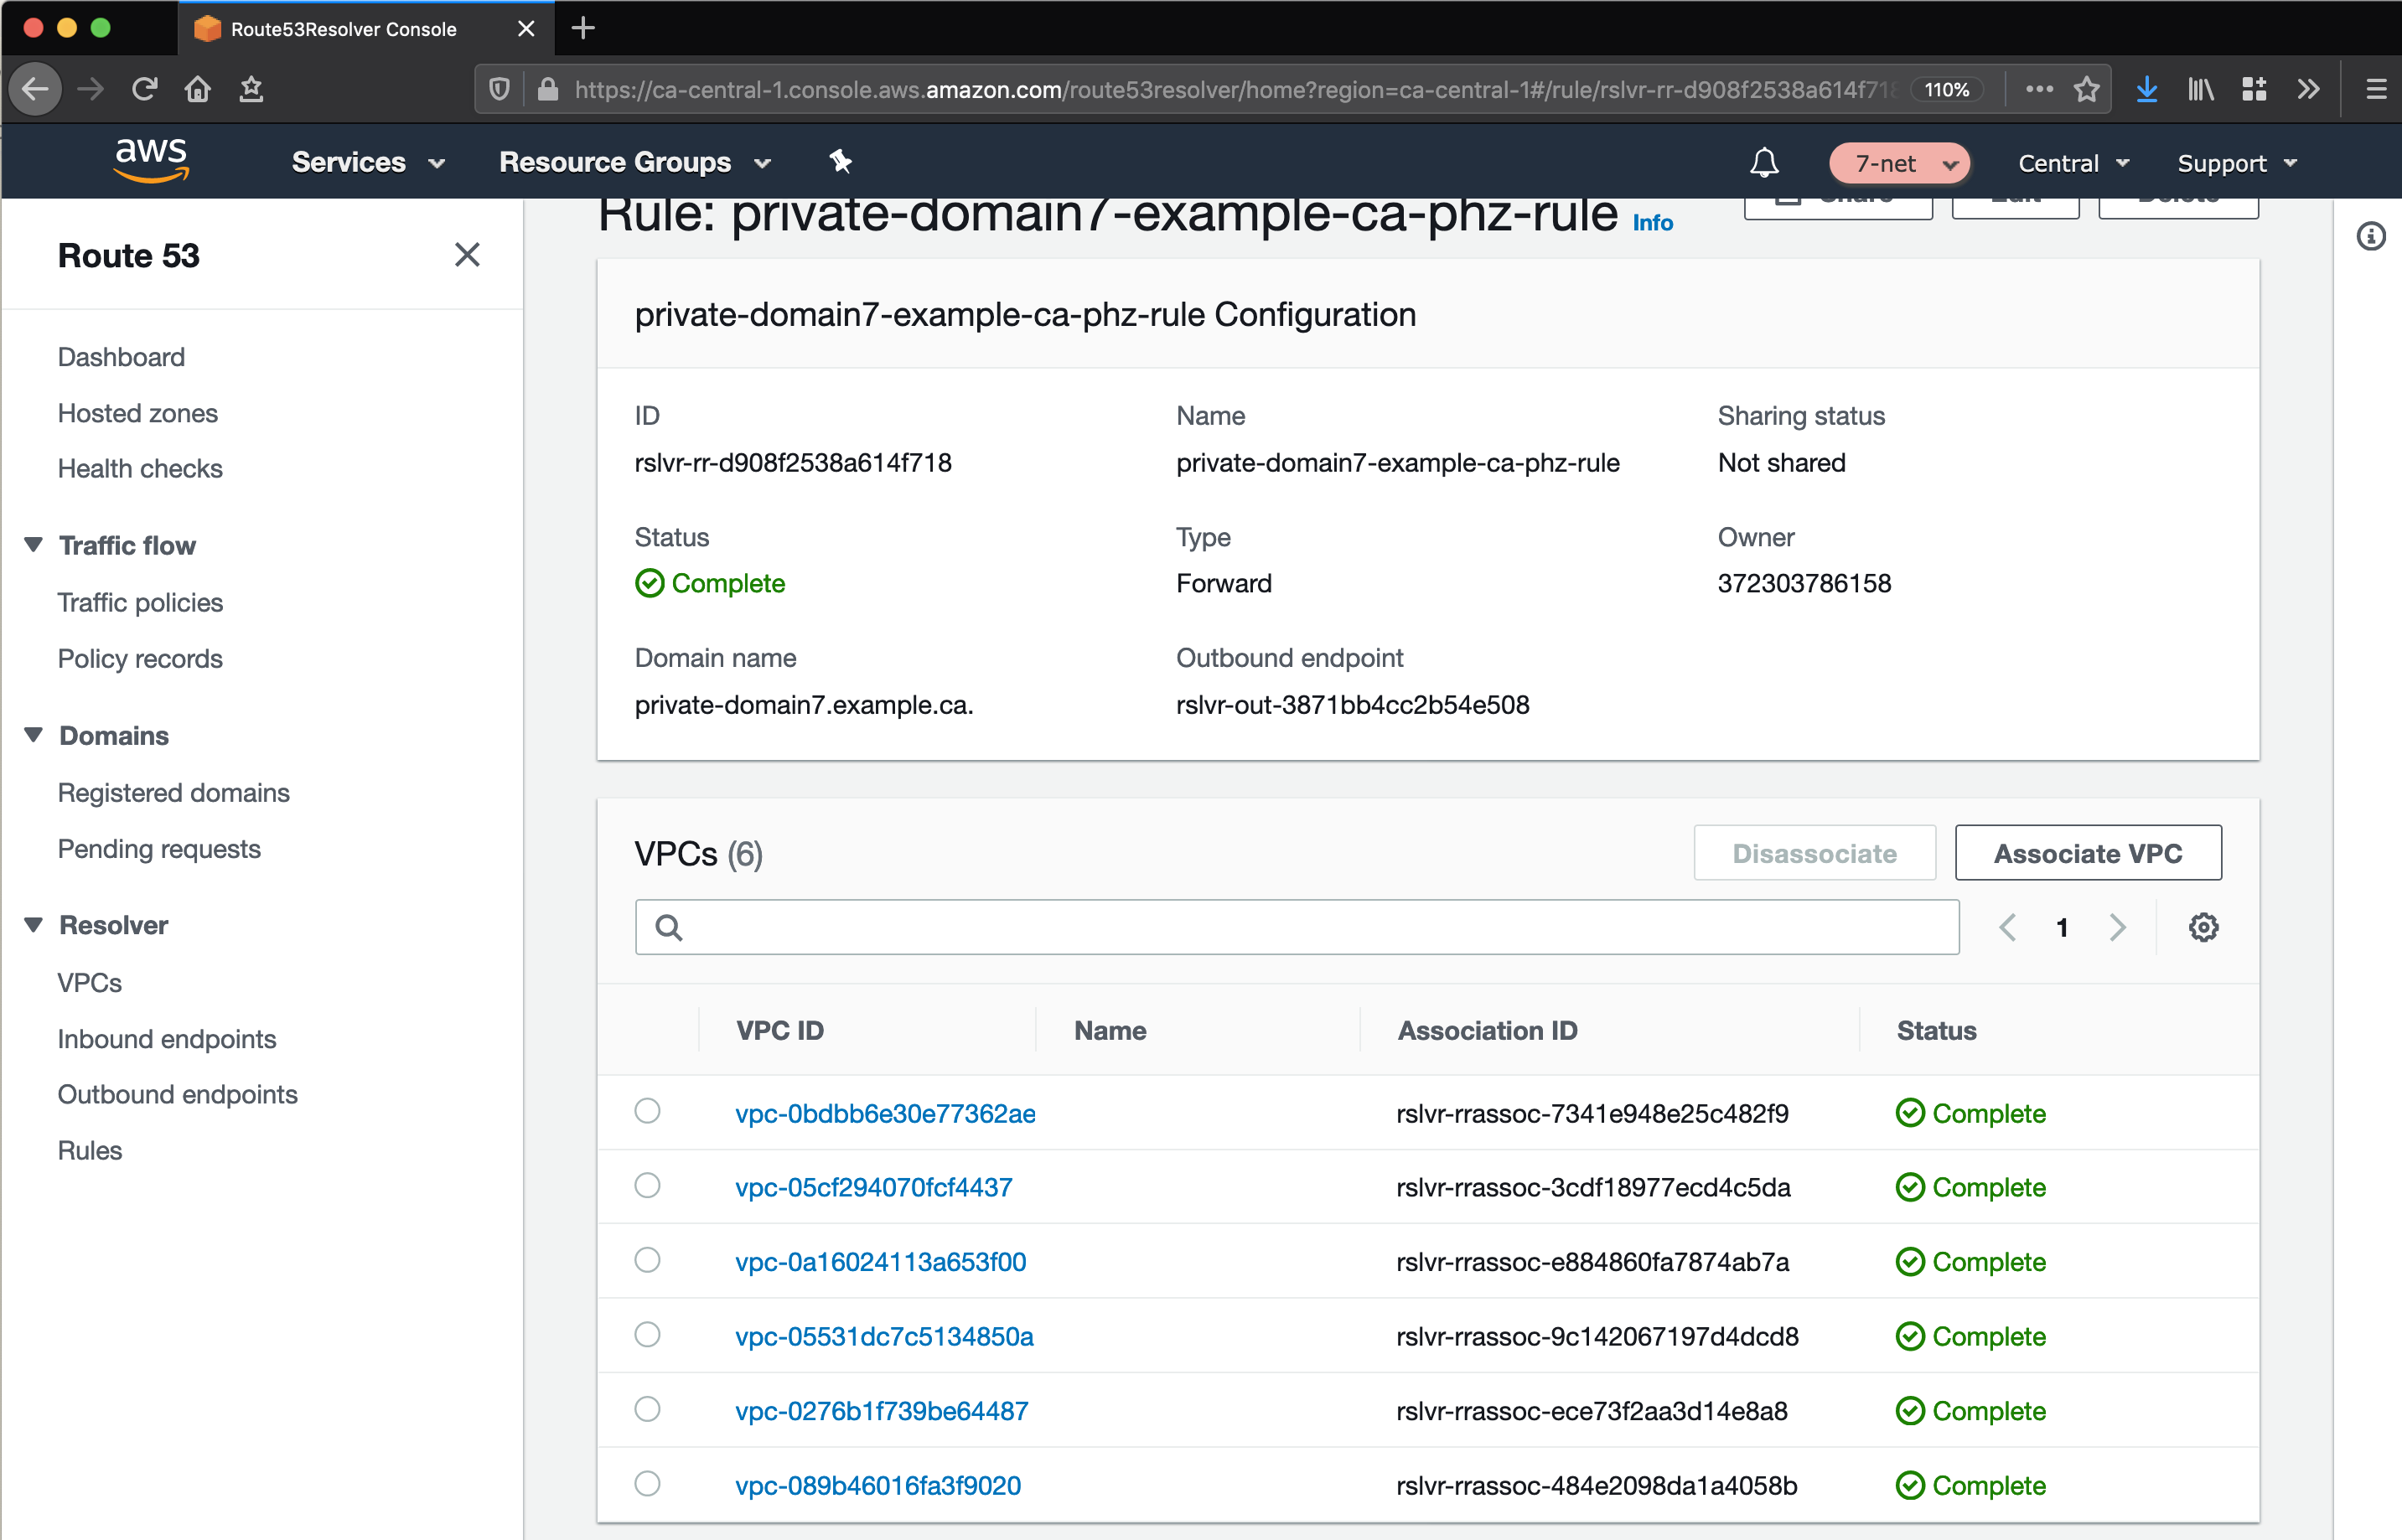 Route53Resolver Console
https://ca-central-1.console.aws.amazon.com/route53resolver/home?region=ca-central-1#/rule/rslvr-rr-d908f2538a614f718
110%
aws
Services
Resource Groups
7-net
Central
Support
Route 53
Dashboard
Hosted zones
Health checks
Traffic flow
Traffic policies
Policy records
Domains
Registered domains
Pending requests
Resolver
VPCs
Inbound endpoints
Outbound endpoints
Rules
Rule: private-domain7-example-ca-phz-rule Info
Share Edit Delete
private-domain7-example-ca-phz-rule Configuration
ID
rslvr-rr-d908f2538a614f718
Name
private-domain7-example-ca-phz-rule
Sharing status
Not shared
Status
Complete
Type
Forward
Owner
372303786158
Domain name
private-domain7.example.ca.
Outbound endpoint
rslvr-out-3871bb4cc2b54e508
VPCs (6)
Disassociate
Associate VPC
1
VPC ID Name Association ID Status
vpc-0bdbb6e30e77362ae rslvr-rrassoc-7341e948e25c482f9 Complete
vpc-05cf294070fcf4437 rslvr-rrassoc-3cdf18977ecd4c5da Complete
vpc-0a16024113a653f00 rslvr-rrassoc-e884860fa7874ab7a Complete
vpc-05531dc7c5134850a rslvr-rrassoc-9c142067197d4dcd8 Complete
vpc-0276b1f739be64487 rslvr-rrassoc-ece73f2aa3d14e8a8 Complete
vpc-089b46016fa3f9020 rslvr-rrassoc-484e2098da1a4058b Complete